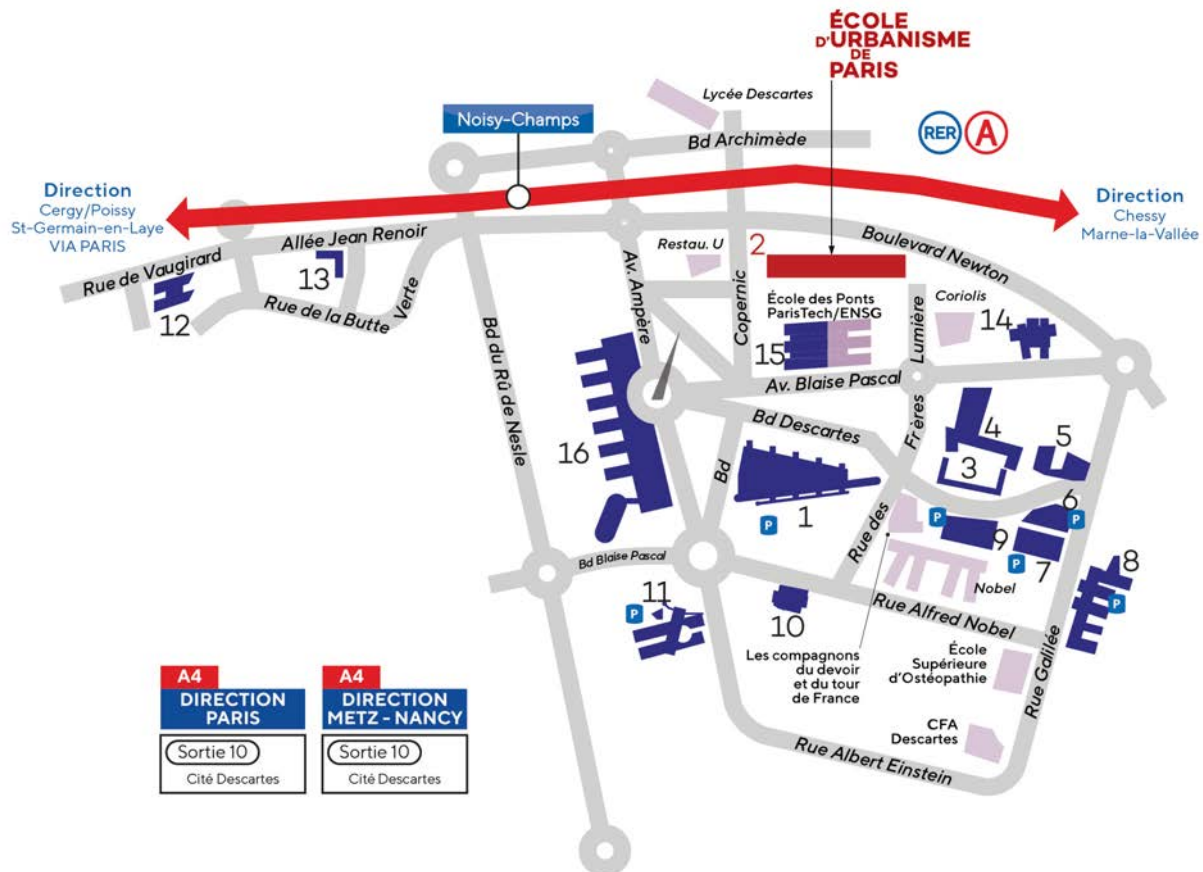 ÉCOLE
D'URBANISME
DE
PARIS
Lycée Descartes
Noisy-Champs
Bd Archimède
RER A
Direction
Cergy/Poissy
St-Germain-en-Laye
VIA PARIS
Direction
Chessy
Marne-la-Vallée
Allée Jean Renoir
Rue de Vaugirard
13
12
Rue de la Butte
Verte
Restau. U
2
Boulevard Newton
Av. Ampère
Copernic
École des Ponts
ParisTech/ENSG
15
Lumière
Coriolis
14
Bd du Rû de Nesle
Av. Blaise Pascal
Bd Descartes
Frères
4
3
5
16
Bd
1
P
Rue des
P
9
6
P
7
P
8
P
Nobel
Bd Blaise Pascal
11
P
10
Rue Alfred Nobel
Les compagnons
du devoir
et du tour
de France
École
Supérieure
d'Ostéopathie
Rue Galilée
CFA
Descartes
Rue Albert Einstein
A4
DIRECTION
PARIS
Sortie 10
Cité Descartes
A4
DIRECTION
METZ - NANCY
Sortie 10
Cité Descartes